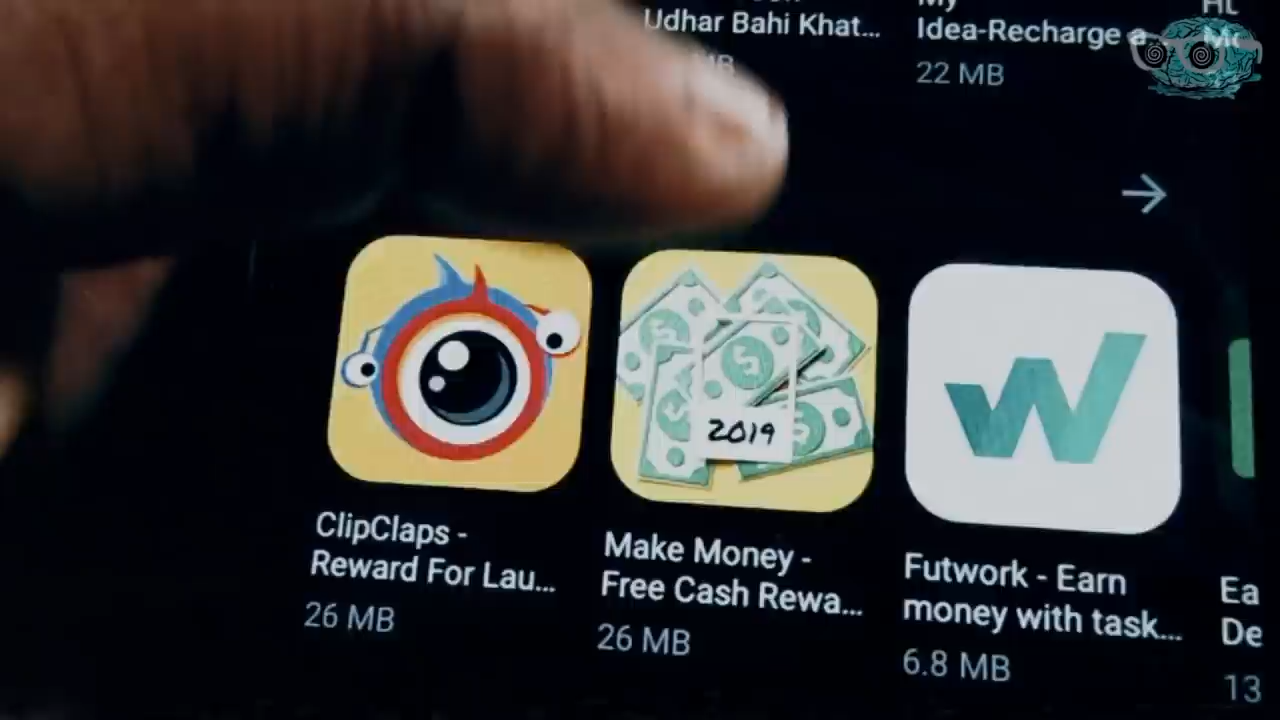 Udhar Bahi Khat...
My
Idea-Recharge a
22 MB
2019
ClipClaps -
Reward For Lau...
26 MB
Make Money -
Free Cash Rewa...
26 MB
Futwork - Earn
money with task...
6.8 MB
Ea
De
13